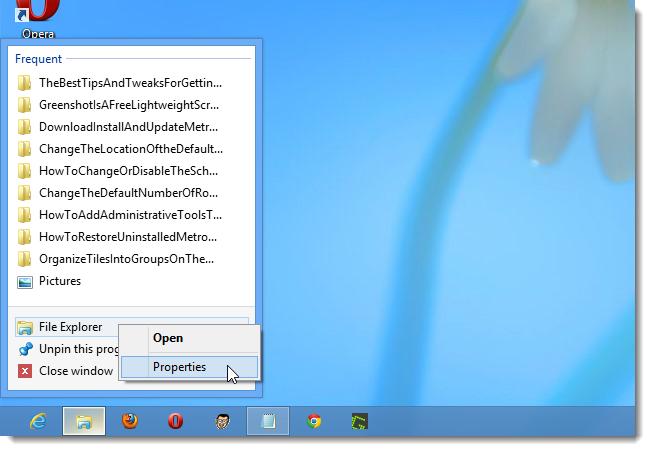 Opera
Frequent
TheBestTipsAndTweaksForGettin...
GreenshotIsAFreeLightweightScr...
DownloadInstallAndUpdateMetr...
ChangeTheLocationOftheDefault...
HowToChangeOrDisableTheSch...
ChangeTheDefaultNumberOfRo...
HowToAddAdministrativeToolsT...
HowToRestoreUninstalledMetro...
OrganizeTilesIntoGroupsOnThe...
Pictures
File Explorer
Open
Unpin this prog
Properties
Close window